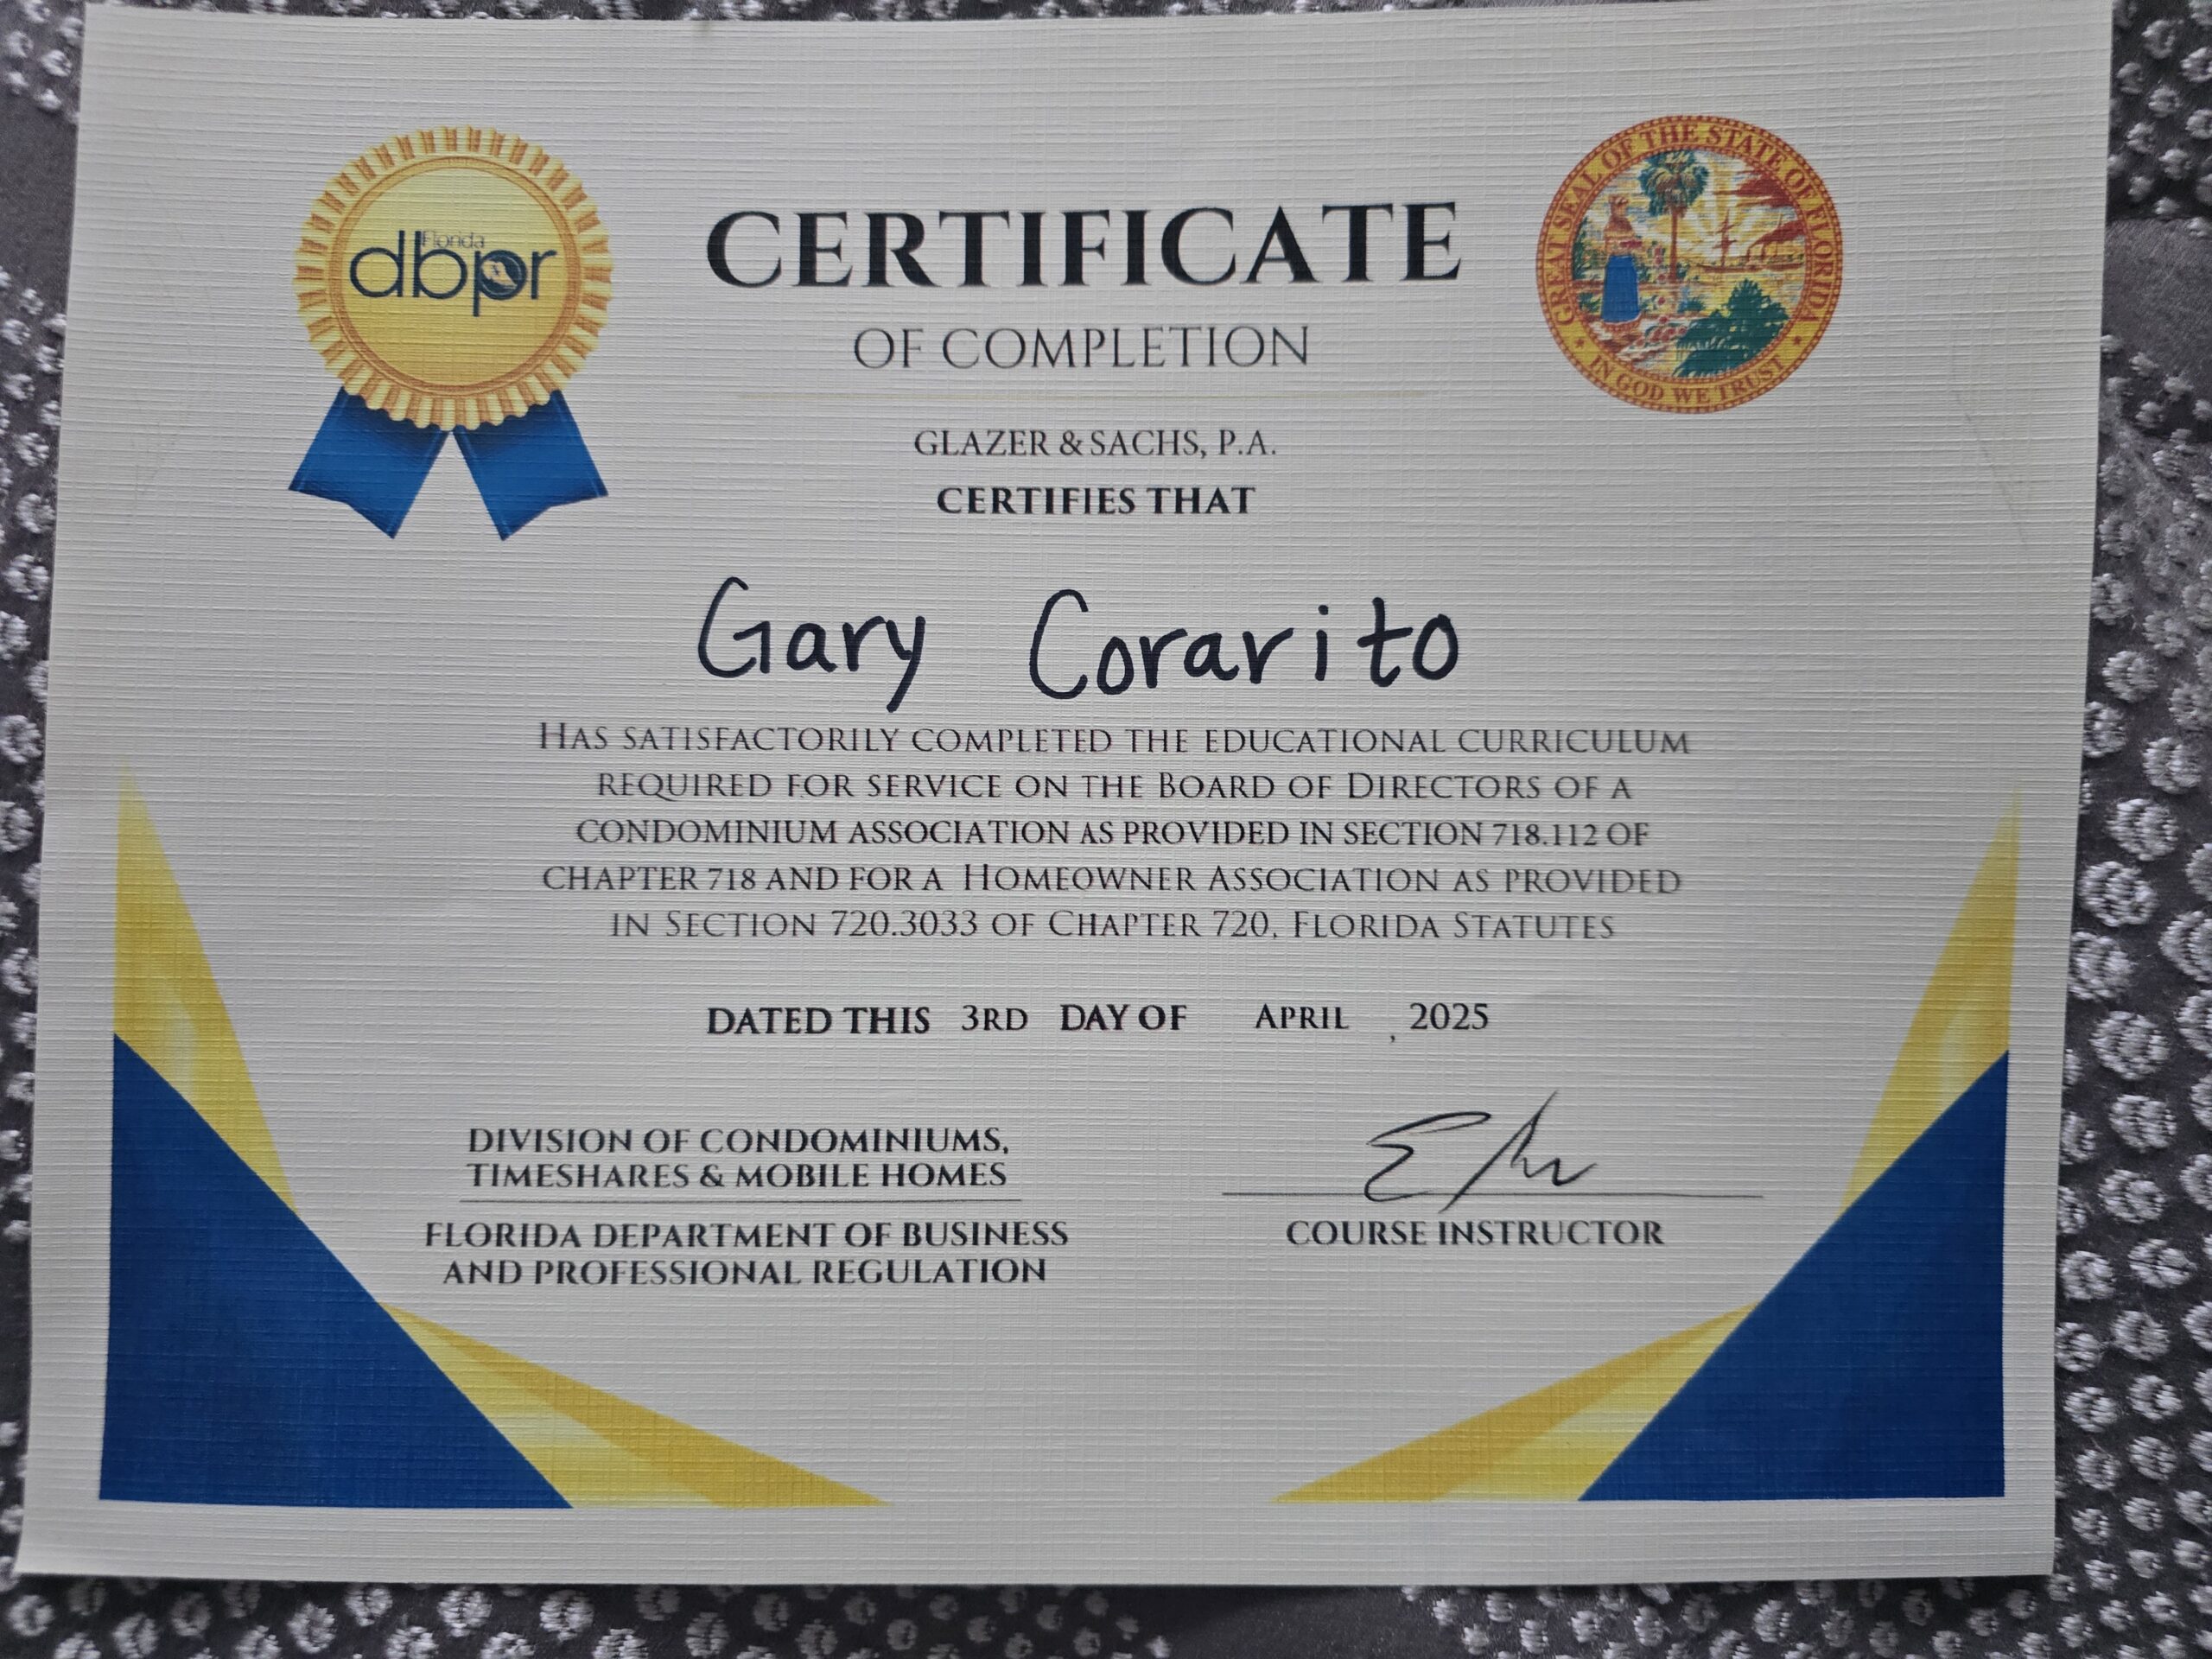 Florida
dbpr
CERTIFICATE
OF COMPLETION
GREAT SEAL OF THE STATE OF FLORIDA
IN GOD WE TRUST
GLAZER & SACHS, P.A.
CERTIFIES THAT
Gary Corarito
HAS SATISFACTORILY COMPLETED THE EDUCATIONAL CURRICULUM
REQUIRED FOR SERVICE ON THE BOARD OF DIRECTORS OF A
CONDOMINIUM ASSOCIATION AS PROVIDED IN SECTION 718.112 OF
CHAPTER 718 AND FOR A HOMEOWNER ASSOCIATION AS PROVIDED
IN SECTION 720.3033 OF CHAPTER 720, FLORIDA STATUTES
DATED THIS 3RD DAY OF APRIL , 2025
DIVISION OF CONDOMINIUMS,
TIMESHARES & MOBILE HOMES
FLORIDA DEPARTMENT OF BUSINESS
AND PROFESSIONAL REGULATION
COURSE INSTRUCTOR